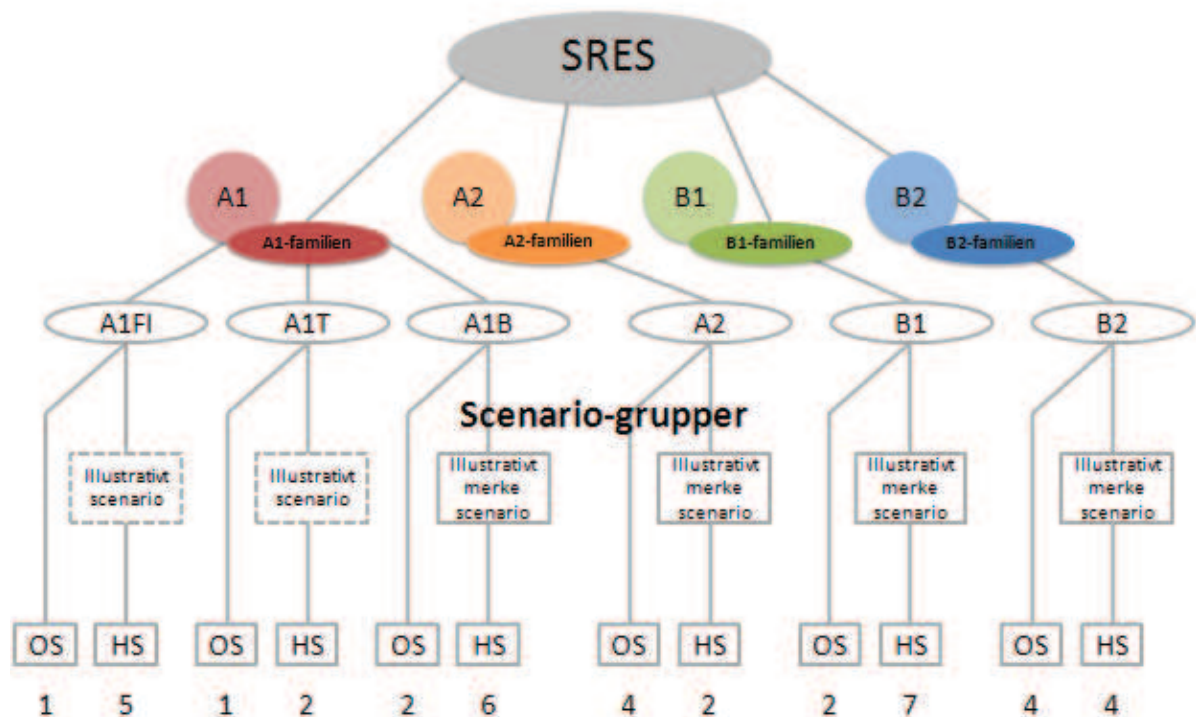 SRES
A1 A2 B1 B2
A1-familien A2-familien B1-familien B2-familien
A1FI A1T A1B A2 B1 B2
Scenario-grupper
Illustrativt
scenario
Illustrativt
scenario
Illustrativt
merke
scenario
Illustrativt
merke
scenario
Illustrativt
merke
scenario
Illustrativt
merke
scenario
OS HS OS HS OS HS OS HS OS HS OS HS
1 5 1 2 2 6 4 2 2 7 4 4